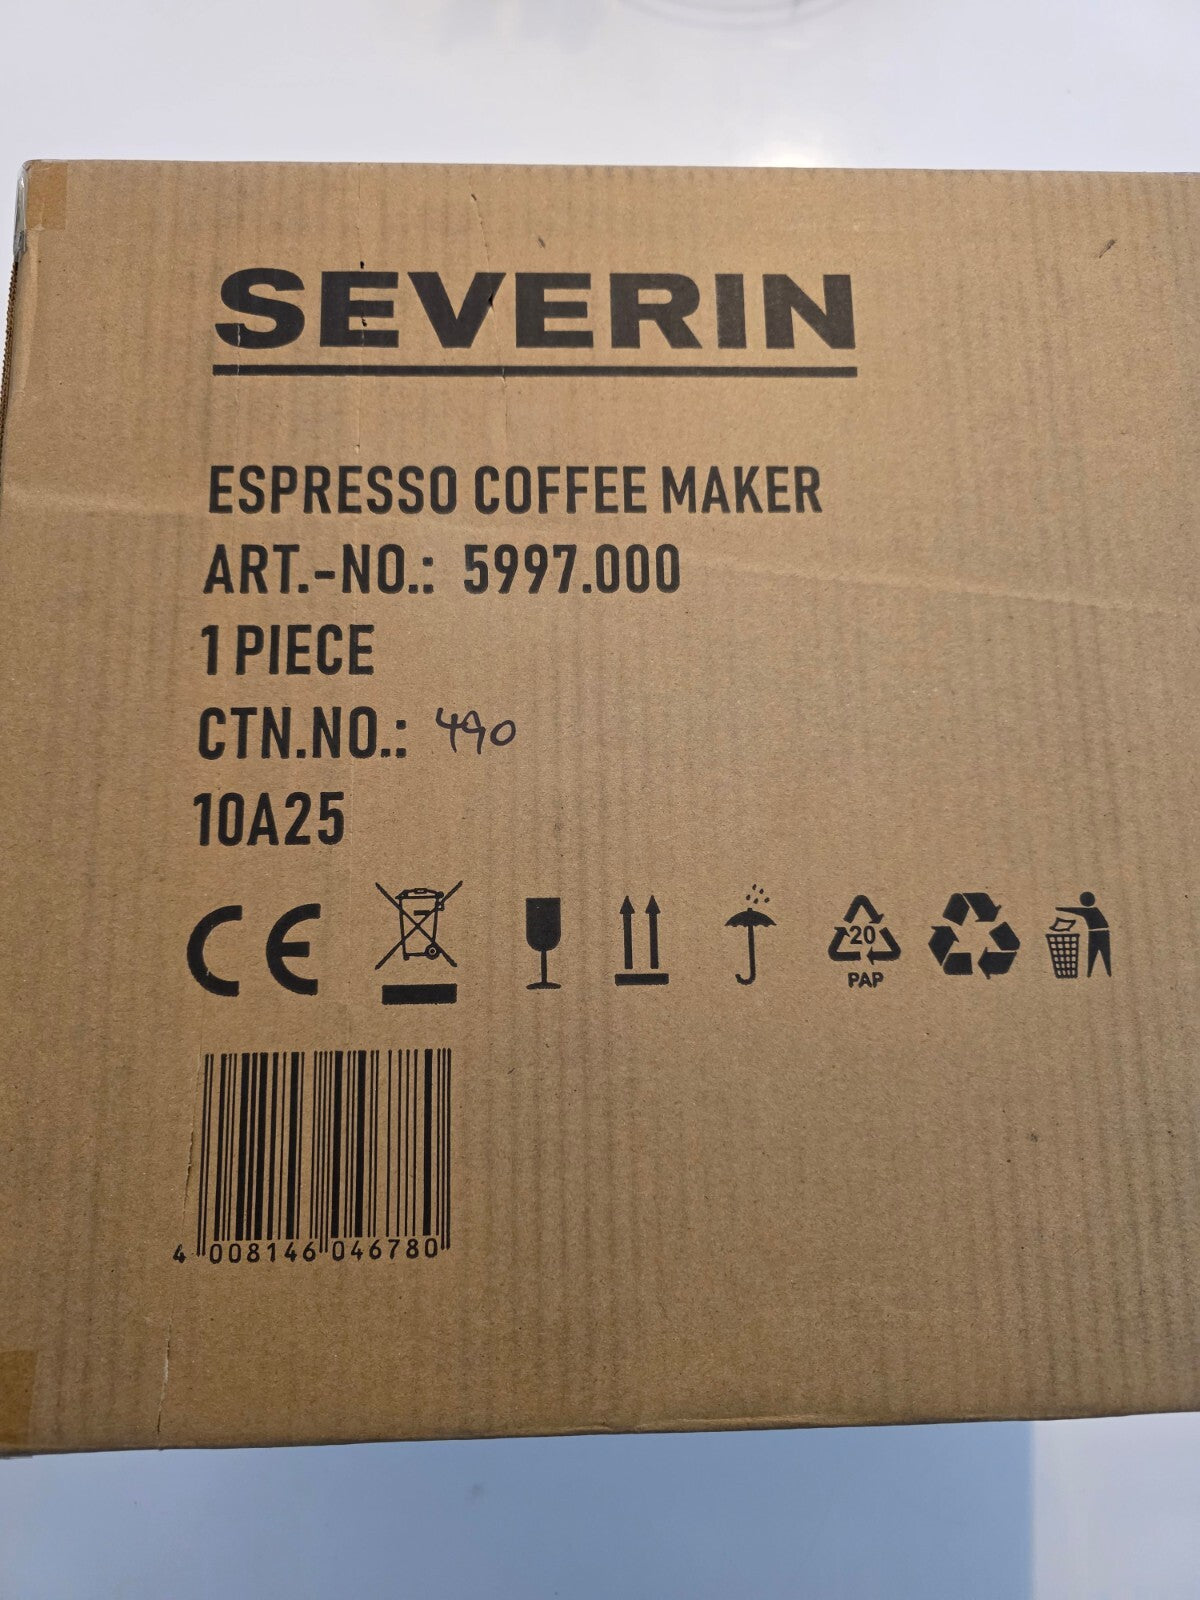 SEVERIN
ESPRESSO COFFEE MAKER
ART.-NO.: 5997.000
1 PIECE
CTN.NO.: 490
10A25
CE
20
PAP
4 008146 046780